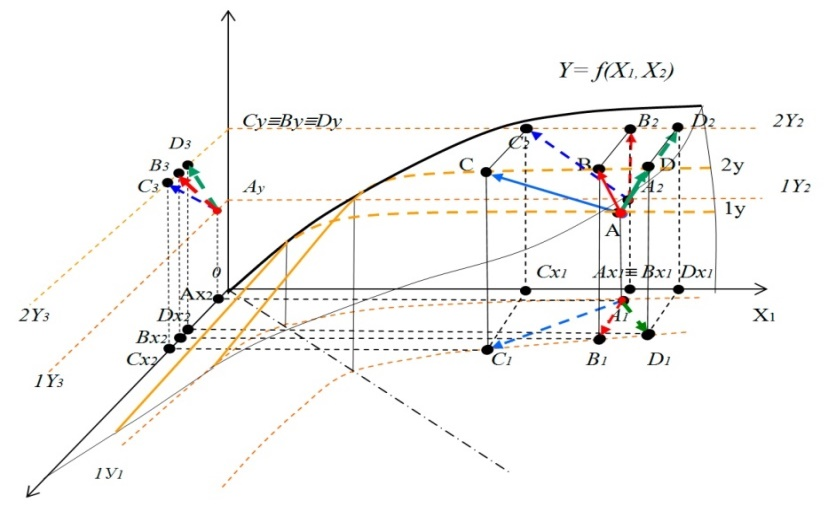 Y= f(X1, X2)
Cy≡By≡Dy
C2
B2
D2
2Y2
D3
B3
C3
C
B
D
2y
Ay
A2
1Y2
1y
A
0
Ax2
Cx1
Ax1≡ Bx1
Dx1
X1
2Y3
Dx2
Bx2
Cx2
A1
C1
B1
D1
1Y3
1У1